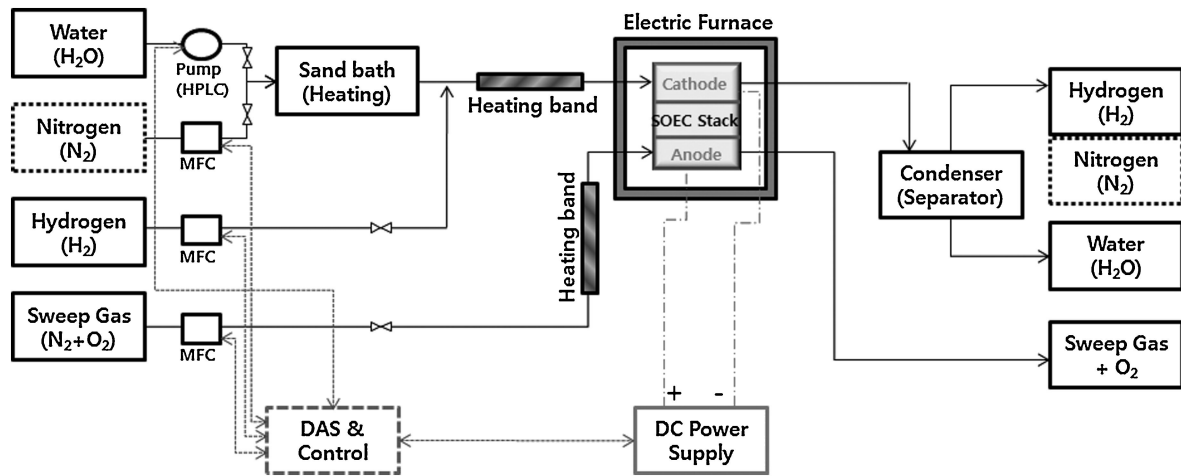 Water
(H₂O)
Pump
(HPLC)
Nitrogen
(N₂)
MFC
Hydrogen
(H₂)
MFC
Sweep Gas
(N₂+O₂)
MFC
Sand bath
(Heating)
Heating band
Heating band
Electric Furnace
Cathode
SOEC Stack
Anode
Condenser
(Separator)
Hydrogen
(H₂)
Nitrogen
(N₂)
Water
(H₂O)
Sweep Gas
+ O₂
DAS &
Control
+ -
DC Power
Supply